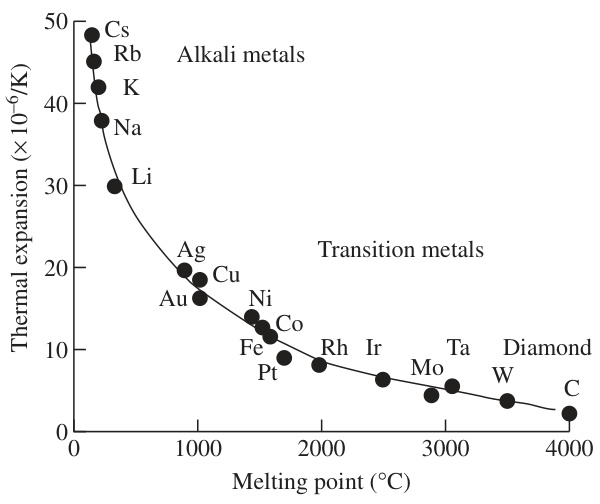 50
Cs
Rb
Alkali metals
K
40
Na
Li
30
Thermal expansion (×10⁻⁶/K)
Ag
Transition metals
20
Cu
Au
Ni
Co
Fe
10
Pt
Rh
Ir
Mo
Ta
Diamond
W
C
0
0
1000
2000
3000
4000
Melting point (°C)